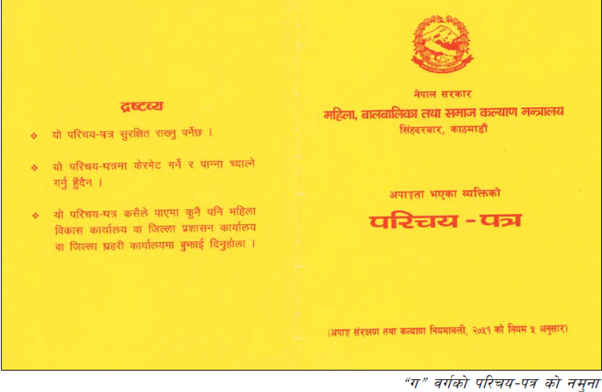 द्रष्टव्य
❖ यो परिचय-पत्र सुरक्षित राख्नु पर्नेछ ।
❖ यो परिचय-पत्रमा केरमेट गर्ने र पान्ना च्यात्ने
गर्नु हुँदैन ।
❖ यो परिचय-पत्र कसैले पाएमा कुनै पनि महिला
विकास कार्यालय वा जिल्ला प्रशासन कार्यालय
वा जिल्ला प्रहरी कार्यालयमा बुझाई दिनुहोला ।
नेपाल सरकार
महिला, बालबालिका तथा समाज कल्याण मन्त्रालय
सिंहदरबार, काठमाडौं
अपाङ्गता भएका व्यक्तिको
परिचय - पत्र
(अपाङ्ग संरक्षण तथा कल्याण नियमावली, २०५१ को नियम ५ अनुसार)
“ग” वर्गको परिचय-पत्र को नमुना